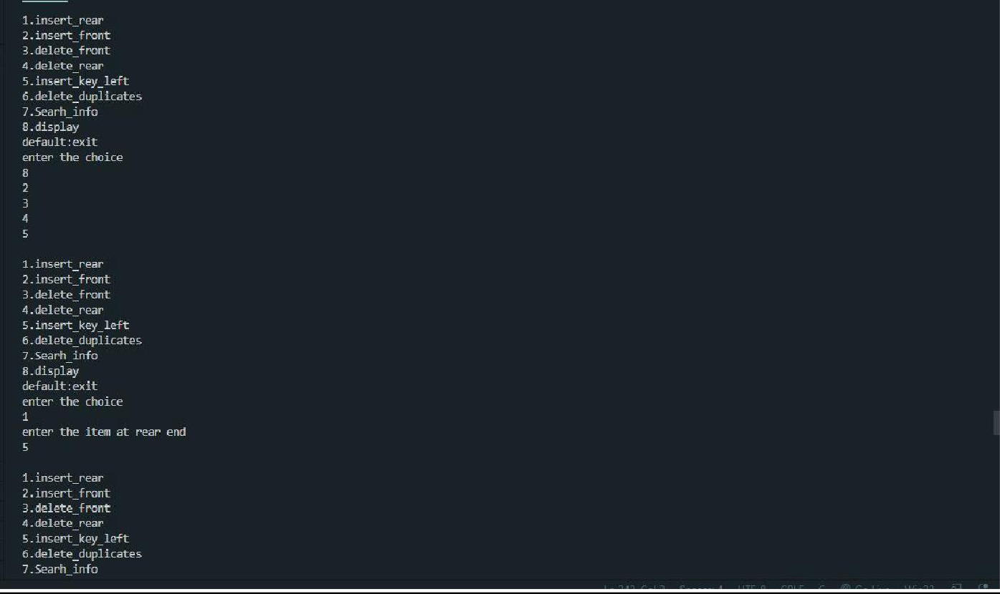 1.insert_rear
2.insert_front
3.delete_front
4.delete_rear
5.insert_key_left
6.delete_duplicates
7.Searh_info
8.display
default:exit
enter the choice
8
2
3
4
5
1.insert_rear
2.insert_front
3.delete_front
4.delete_rear
5.insert_key_left
6.delete_duplicates
7.Searh_info
8.display
default:exit
enter the choice
1
enter the item at rear end
5
1.insert_rear
2.insert_front
3.delete_front
4.delete_rear
5.insert_key_left
6.delete_duplicates
7.Searh_info